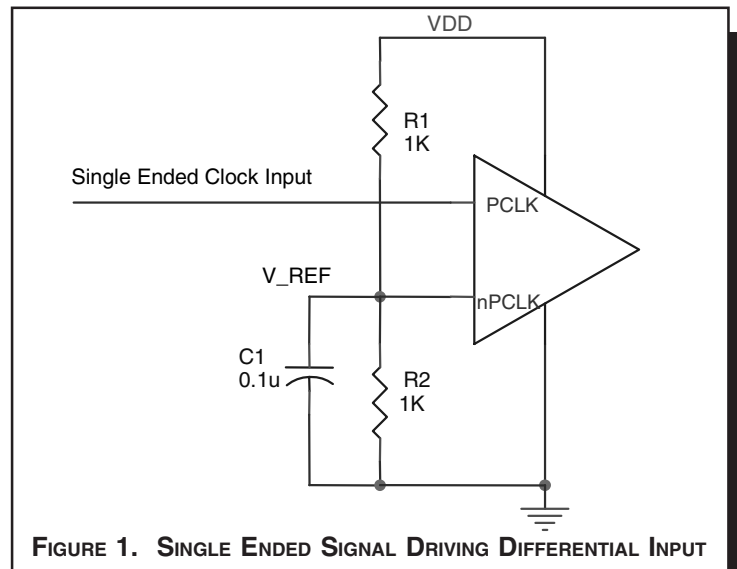 VDD
R1
1K
Single Ended Clock Input
PCLK
V_REF
nPCLK
C1
0.1u
R2
1K
FIGURE 1. SINGLE ENDED SIGNAL DRIVING DIFFERENTIAL INPUT